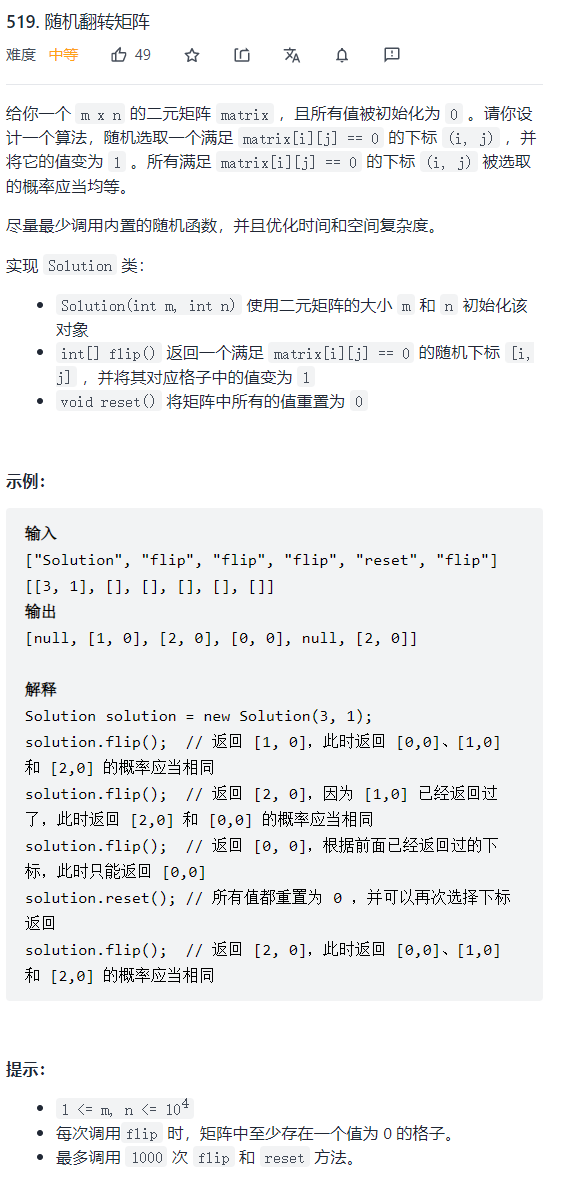 519. 随机翻转矩阵
难度 中等 49
给你一个 m x n 的二元矩阵 matrix ，且所有值被初始化为 0 。请你设
计一个算法，随机选取一个满足 matrix[i][j] == 0 的下标 (i, j) ，并
将它的值变为 1 。所有满足 matrix[i][j] == 0 的下标 (i, j) 被选取
的概率应当均等。
尽量最少调用内置的随机函数，并且优化时间和空间复杂度。
实现 Solution 类：
• Solution(int m, int n) 使用二元矩阵的大小 m 和 n 初始化该
对象
• int[] flip() 返回一个满足 matrix[i][j] == 0 的随机下标 [i,
j] ，并将其对应格子中的值变为 1
• void reset() 将矩阵中所有的值重置为 0
示例：
输入
["Solution", "flip", "flip", "flip", "reset", "flip"]
[[3, 1], [], [], [], [], []]
输出
[null, [1, 0], [2, 0], [0, 0], null, [2, 0]]
解释
Solution solution = new Solution(3, 1);
solution.flip();  // 返回 [1, 0]，此时返回 [0,0]、[1,0]
和 [2,0] 的概率应当相同
solution.flip();  // 返回 [2, 0]，因为 [1,0] 已经返回过
了，此时返回 [2,0] 和 [0,0] 的概率应当相同
solution.flip();  // 返回 [0, 0]，根据前面已经返回过的下
标，此时只能返回 [0,0]
solution.reset(); // 所有值都重置为 0 ，并可以再次选择下标
返回
solution.flip();  // 返回 [2, 0]，此时返回 [0,0]、[1,0]
和 [2,0] 的概率应当相同
提示：
• 1 <= m, n <= 10⁴
• 每次调用flip 时，矩阵中至少存在一个值为 0 的格子。
• 最多调用 1000 次 flip 和 reset 方法。